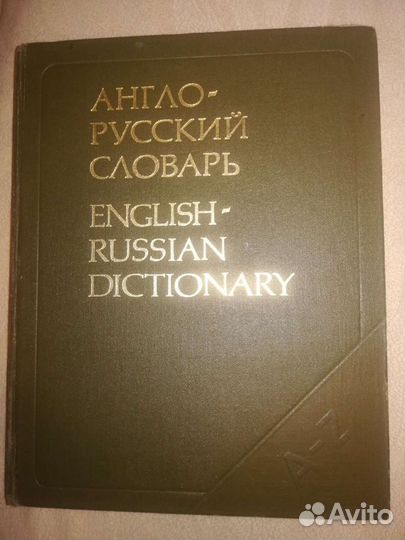 АНГЛО-
РУССКИЙ
СЛОВАРЬ
ENGLISH-
RUSSIAN
DICTIONARY
A-Z
Avito